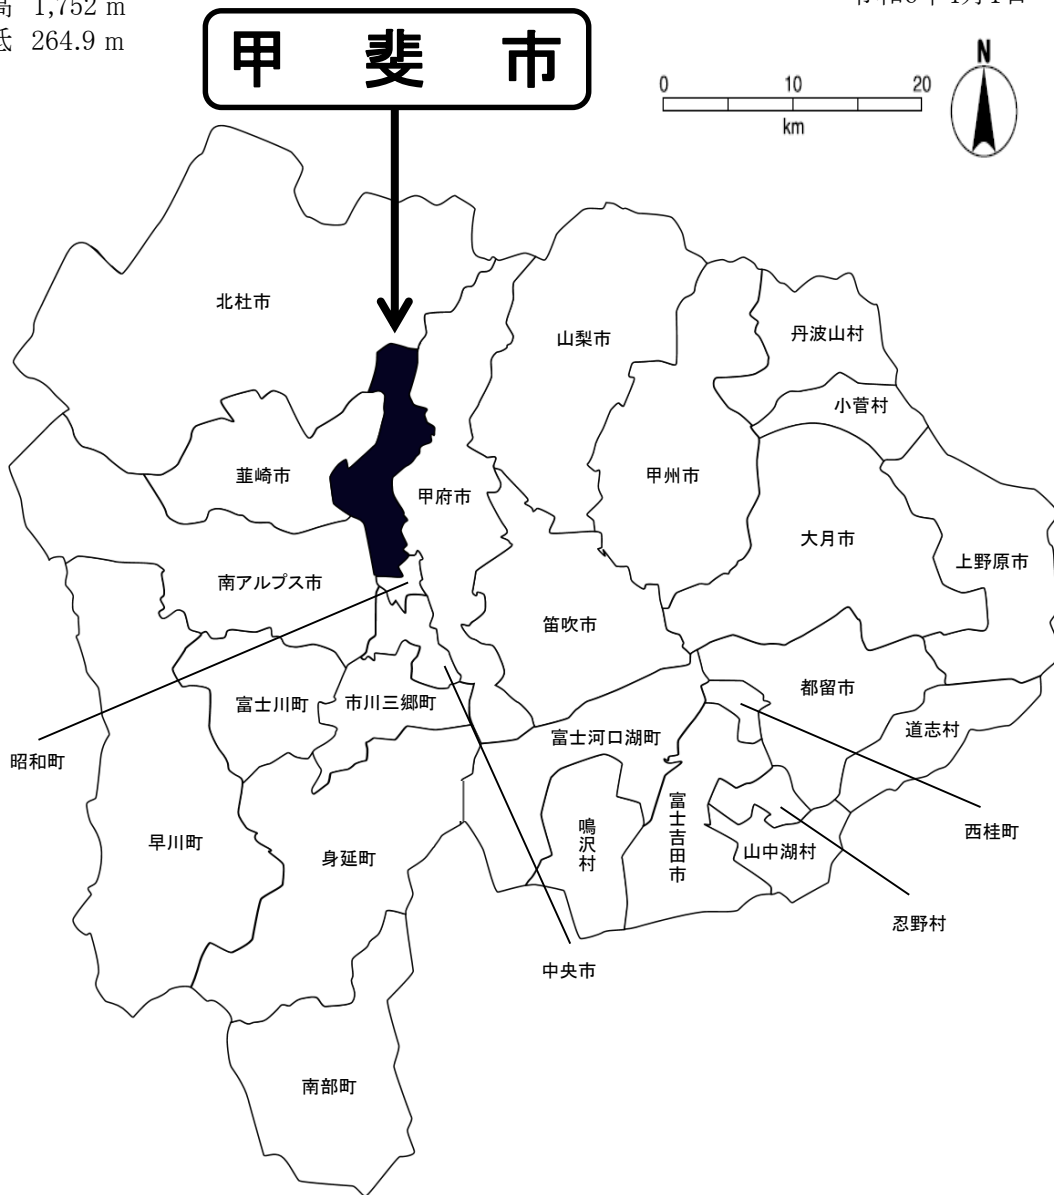 1,752 m
264.9 m
甲斐市
0 10 20
km
N
北杜市
山梨市
丹波山村
小菅村
韮崎市
甲府市
甲州市
大月市
上野原市
南アルプス市
笛吹市
都留市
富士川町
市川三郷町
道志村
昭和町
富士河口湖町
西桂町
早川町
身延町
鳴沢村
富士吉田市
山中湖村
忍野村
中央市
南部町